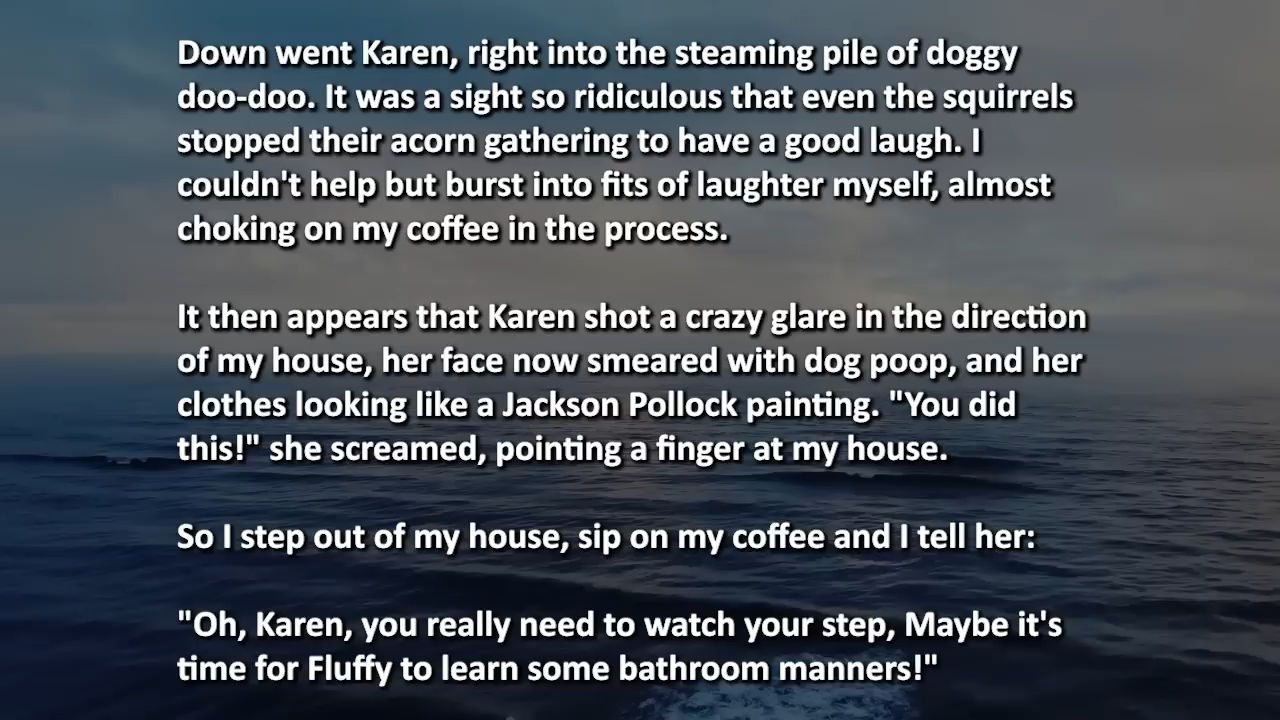 Down went Karen, right into the steaming pile of doggy
doo-doo. It was a sight so ridiculous that even the squirrels
stopped their acorn gathering to have a good laugh. I
couldn't help but burst into fits of laughter myself, almost
choking on my coffee in the process.
It then appears that Karen shot a crazy glare in the direction
of my house, her face now smeared with dog poop, and her
clothes looking like a Jackson Pollock painting. "You did
this!" she screamed, pointing a finger at my house.
So I step out of my house, sip on my coffee and I tell her:
"Oh, Karen, you really need to watch your step, Maybe it's
time for Fluffy to learn some bathroom manners!"